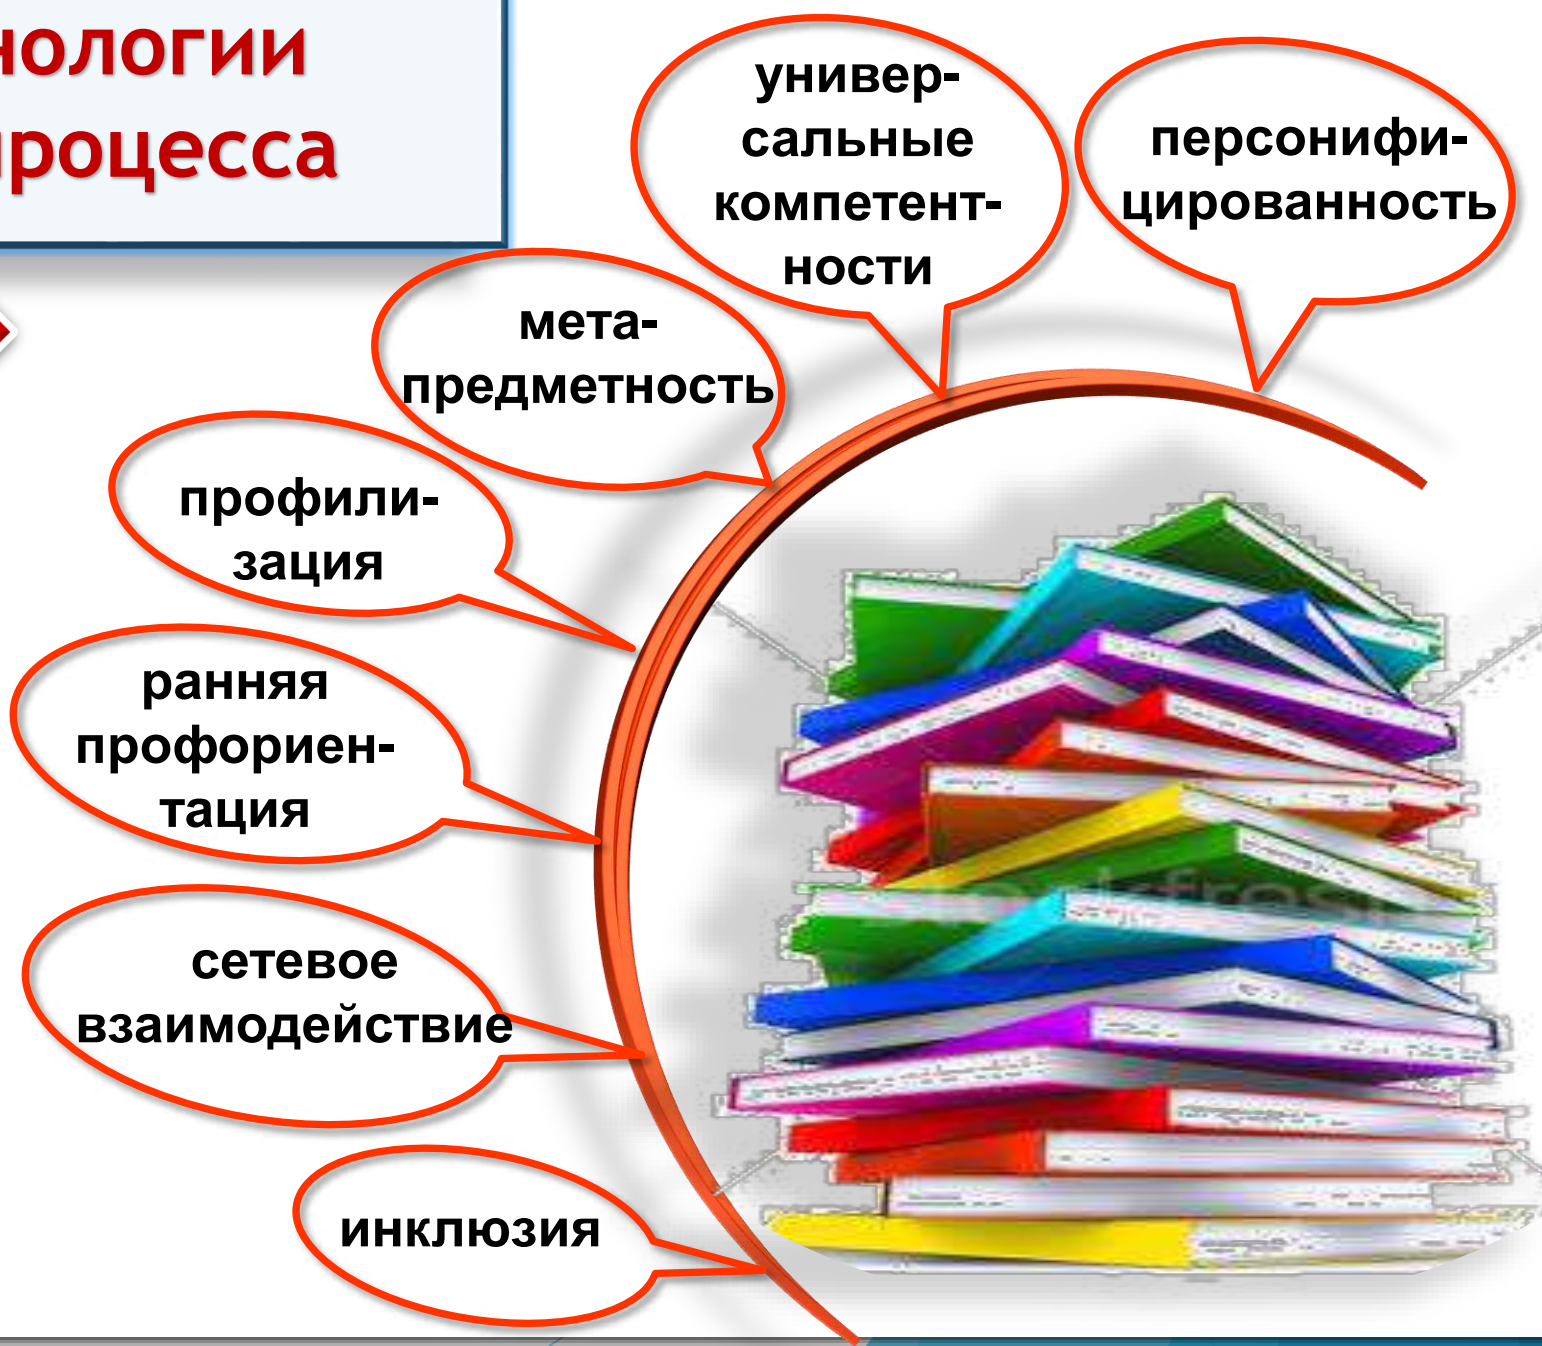 нологии
процесса
универ-
сальные
компетент-
ности
персонифи-
цированность
мета-
предметность
профили-
зация
ранняя
профориен-
тация
сетевое
взаимодействие
инклюзия